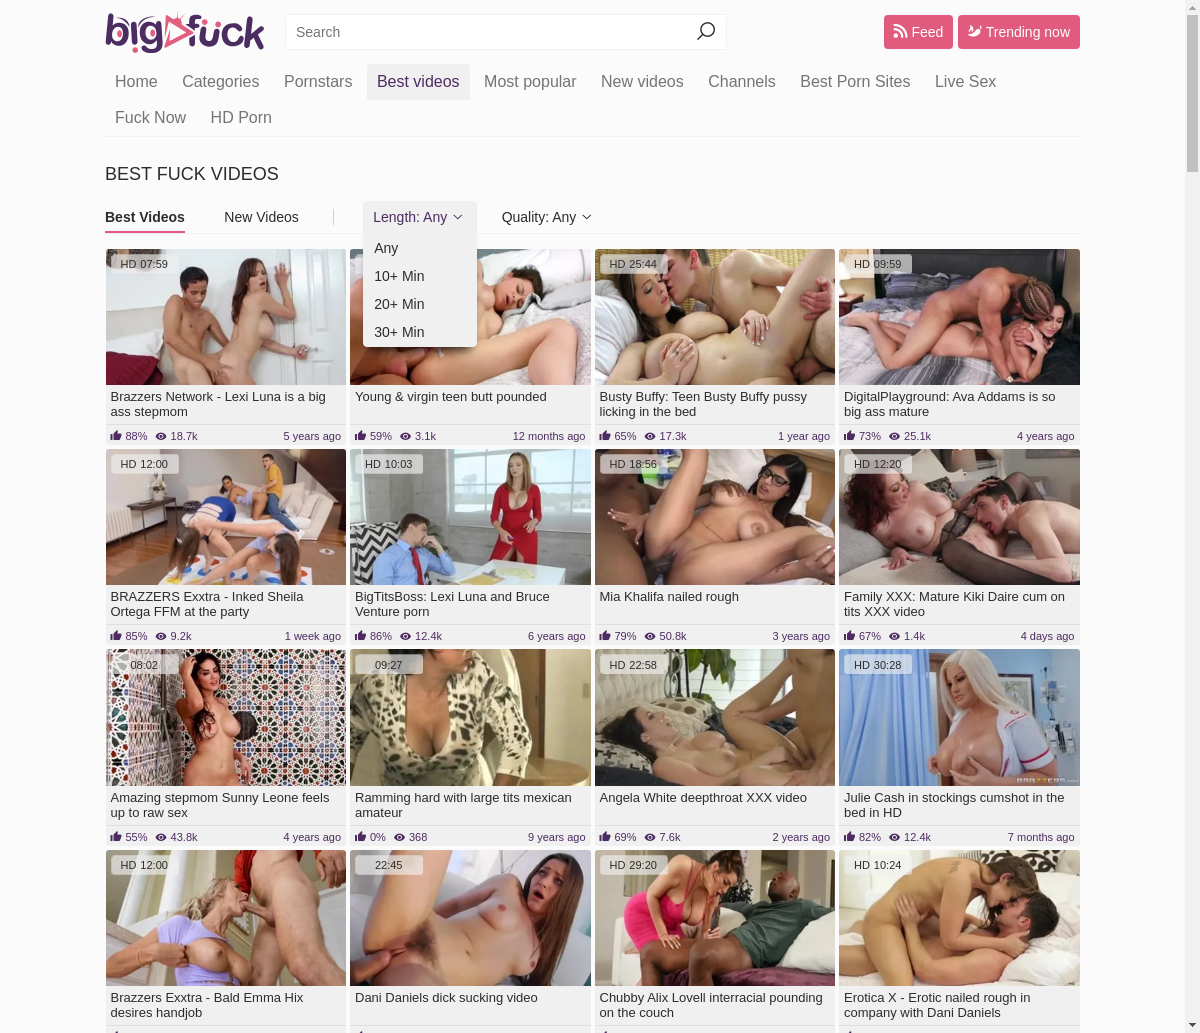 bigfuck
Search
Feed
Trending now
Home Categories Pornstars Best videos Most popular New videos Channels Best Porn Sites Live Sex
Fuck Now HD Porn
BEST FUCK VIDEOS
Best Videos New Videos Length: Any Quality: Any
Any
10+ Min
20+ Min
30+ Min
HD 07:59
HD 25:44
HD 09:59
Brazzers Network - Lexi Luna is a big
ass stepmom
88% 18.7k 5 years ago
Young & virgin teen butt pounded
59% 3.1k 12 months ago
Busty Buffy: Teen Busty Buffy pussy
licking in the bed
65% 17.3k 1 year ago
DigitalPlayground: Ava Addams is so
big ass mature
73% 25.1k 4 years ago
HD 12:00
HD 10:03
HD 18:56
HD 12:20
BRAZZERS Exxtra - Inked Sheila
Ortega FFM at the party
85% 9.2k 1 week ago
BigTitsBoss: Lexi Luna and Bruce
Venture porn
86% 12.4k 6 years ago
Mia Khalifa nailed rough
79% 50.8k 3 years ago
Family XXX: Mature Kiki Daire cum on
tits XXX video
67% 1.4k 4 days ago
08:02
09:27
HD 22:58
HD 30:28
BRAZZERS
Amazing stepmom Sunny Leone feels
up to raw sex
55% 43.8k 4 years ago
Ramming hard with large tits mexican
amateur
0% 368 9 years ago
Angela White deepthroat XXX video
69% 7.6k 2 years ago
Julie Cash in stockings cumshot in the
bed in HD
82% 12.4k 7 months ago
HD 12:00
22:45
HD 29:20
HD 10:24
Brazzers Exxtra - Bald Emma Hix
desires handjob
Dani Daniels dick sucking video
Chubby Alix Lovell interracial pounding
on the couch
Erotica X - Erotic nailed rough in
company with Dani Daniels